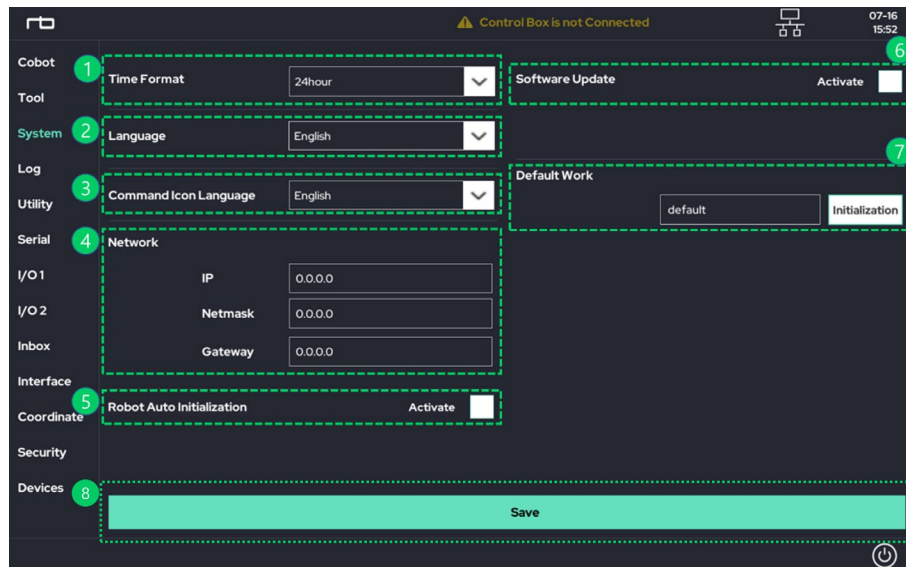 rb
Control Box is not Connected
07-16
15:52
Cobot
Tool
System
Log
Utility
Serial
I/O 1
I/O 2
Inbox
Interface
Coordinate
Security
Devices
1
Time Format
24hour
2
Language
English
3
Command Icon Language
English
4
Network
IP
0.0.0.0
Netmask
0.0.0.0
Gateway
0.0.0.0
5
Robot Auto Initialization
Activate
6
Software Update
Activate
7
Default Work
default
Initialization
8
Save